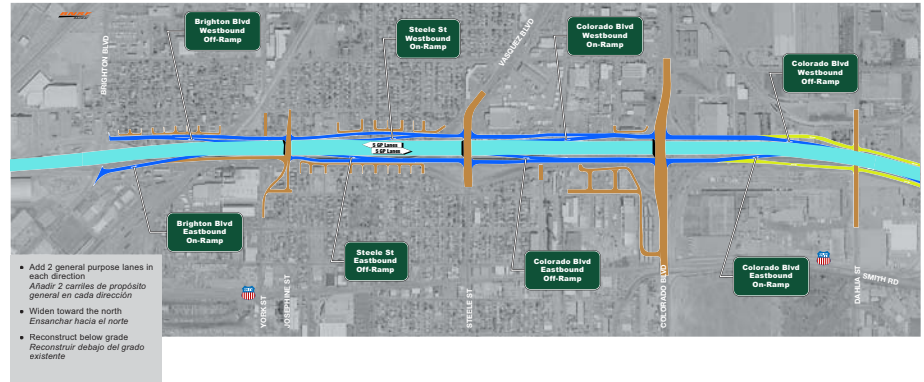 Brighton Blvd
Westbound
Off-Ramp
Steele St
Westbound
On-Ramp
Colorado Blvd
Westbound
On-Ramp
Colorado Blvd
Westbound
Off-Ramp
BRIGHTON BLVD
VASQUEZ BLVD
5 GP Lanes
5 GP Lanes
Brighton Blvd
Eastbound
On-Ramp
Steele St
Eastbound
Off-Ramp
Colorado Blvd
Eastbound
Off-Ramp
Colorado Blvd
Eastbound
On-Ramp
YORK ST
JOSEPHINE ST
STEELE ST
COLORADO BLVD
DAHLIA ST
SMITH RD
• Add 2 general purpose lanes in
each direction
Añadir 2 carriles de propósito
general en cada dirección
• Widen toward the north
Ensanchar hacia el norte
• Reconstruct below grade
Reconstruir debajo del grado
existente